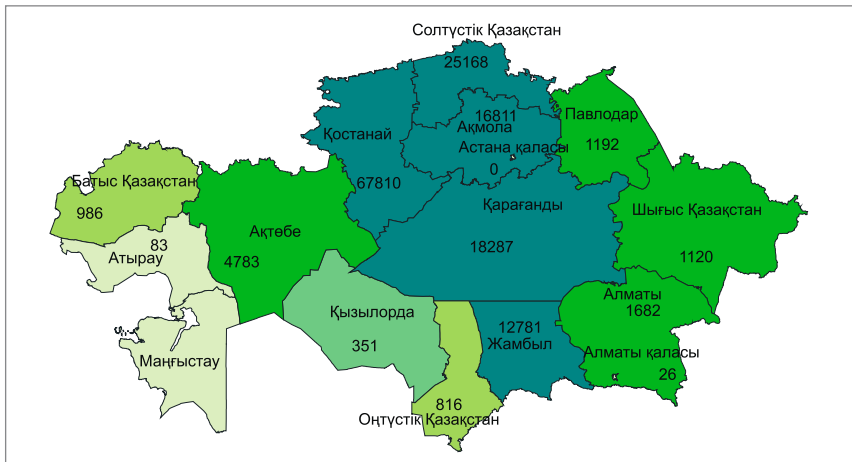 Солтүстік Қазақстан
25168
16811
Ақмола
Астана қаласы
0
Қостанай
67810
Павлодар
1192
Батыс Қазақстан
986
Ақтөбе
4783
Қарағанды
18287
Шығыс Қазақстан
1120
83
Атырау
Маңғыстау
Қызылорда
351
12781
Жамбыл
Алматы
1682
Алматы қаласы
26
816
Оңтүстік Қазақстан